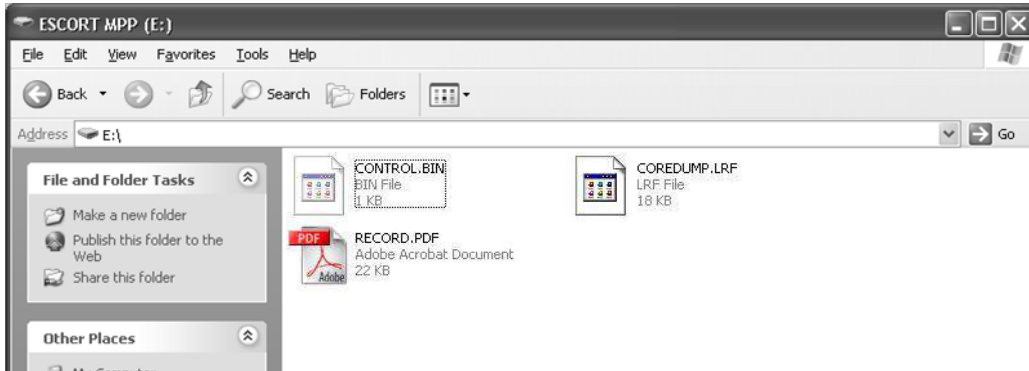 ESCORT MPP (E:)
File Edit View Favorites Tools Help
Back Search Folders
Address E:\ Go
File and Folder Tasks
Make a new folder
Publish this folder to the
Web
Share this folder
Other Places
My Computer
CONTROL.BIN
BIN File
1 KB
COREDUMP.LRF
LRF File
18 KB
PDF
Adobe
RECORD.PDF
Adobe Acrobat Document
22 KB